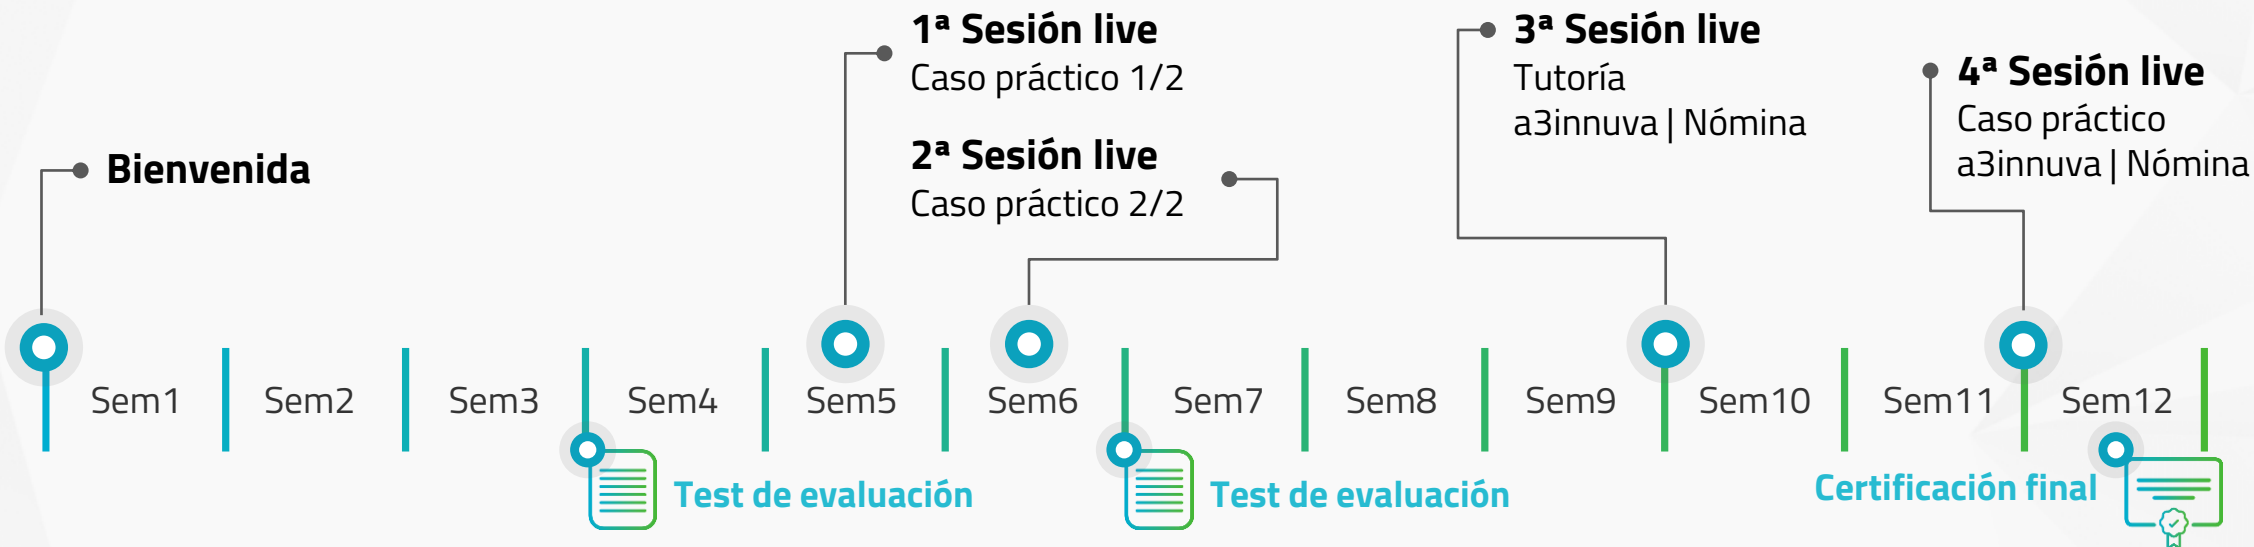 Bienvenida
1ª Sesión live
Caso práctico 1/2
2ª Sesión live
Caso práctico 2/2
3ª Sesión live
Tutoría
a3innuva | Nómina
4ª Sesión live
Caso práctico
a3innuva | Nómina
Sem1 Sem2 Sem3 Sem4 Sem5 Sem6 Sem7 Sem8 Sem9 Sem10 Sem11 Sem12
Test de evaluación Test de evaluación Certificación final